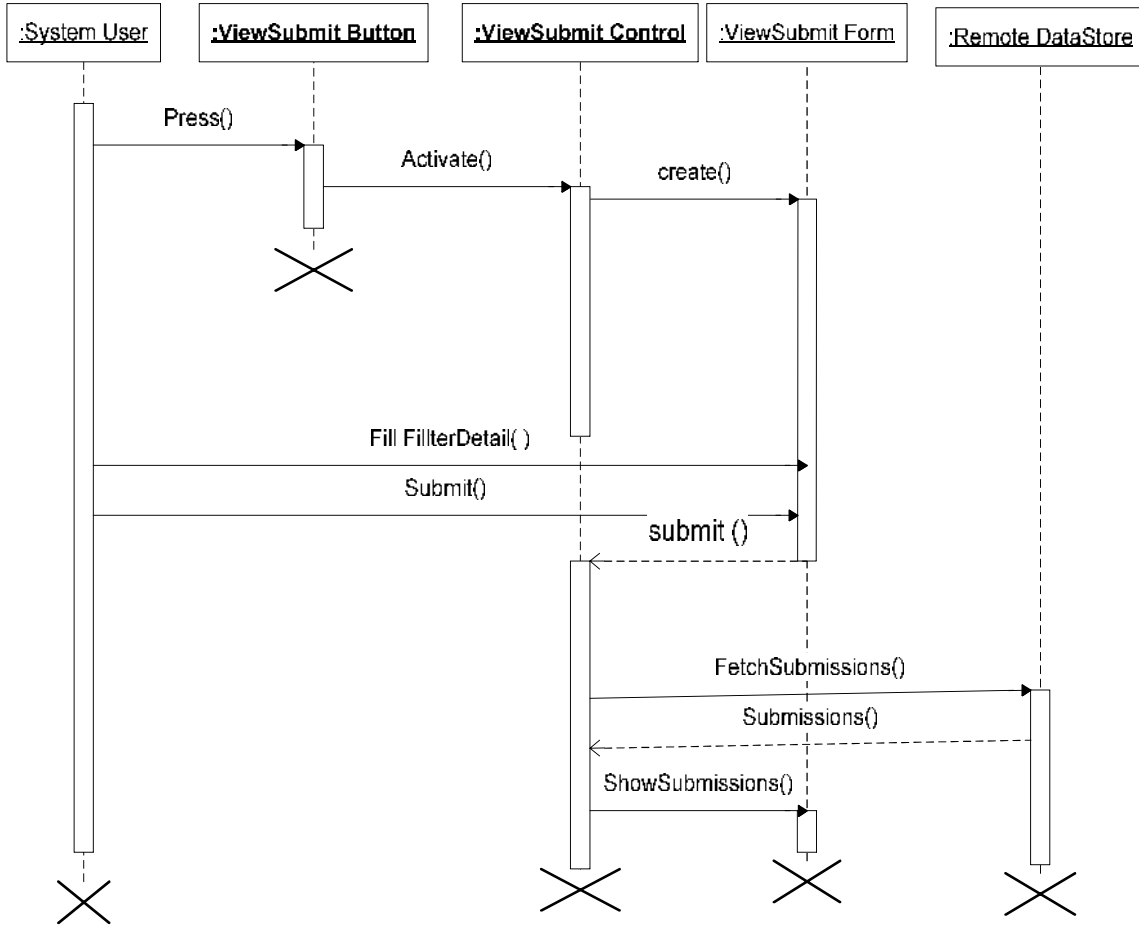 :System User
:ViewSubmit Button
:ViewSubmit Control
:ViewSubmit Form
:Remote DataStore
Press()
Activate()
create()
Fill FillterDetail( )
Submit()
submit ()
FetchSubmissions()
Submissions()
ShowSubmissions()